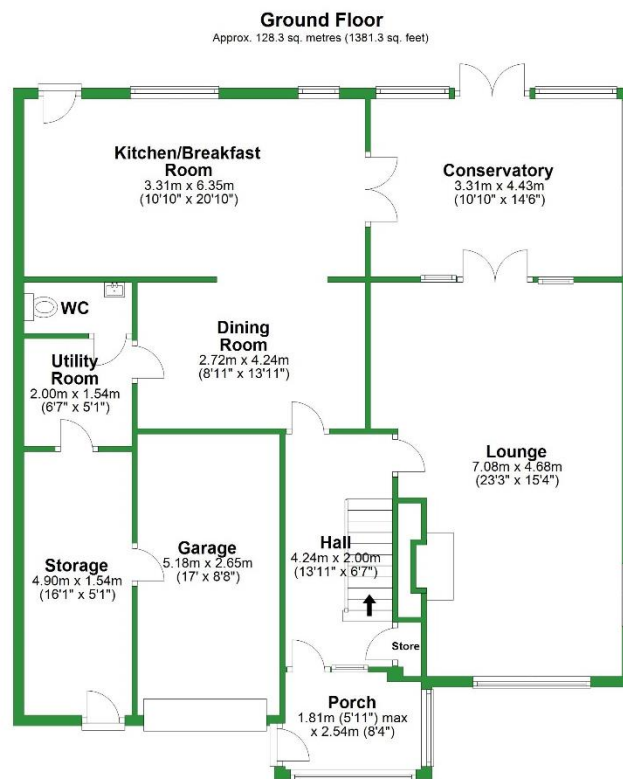 Ground Floor
Approx. 128.3 sq. metres (1381.3 sq. feet)
Kitchen/Breakfast
Room
3.31m x 6.35m
(10'10" x 20'10")
Conservatory
3.31m x 4.43m
(10'10" x 14'6")
WC
Dining
Room
2.72m x 4.24m
(8'11" x 13'11")
Utility
Room
2.00m x 1.54m
(6'7" x 5'1")
Lounge
7.08m x 4.68m
(23'3" x 15'4")
Storage
4.90m x 1.54m
(16'1" x 5'1")
Garage
5.18m x 2.65m
(17' x 8'8")
Hall
4.24m x 2.00m
(13'11" x 6'7")
Store
Porch
1.81m (5'11") max
x 2.54m (8'4")